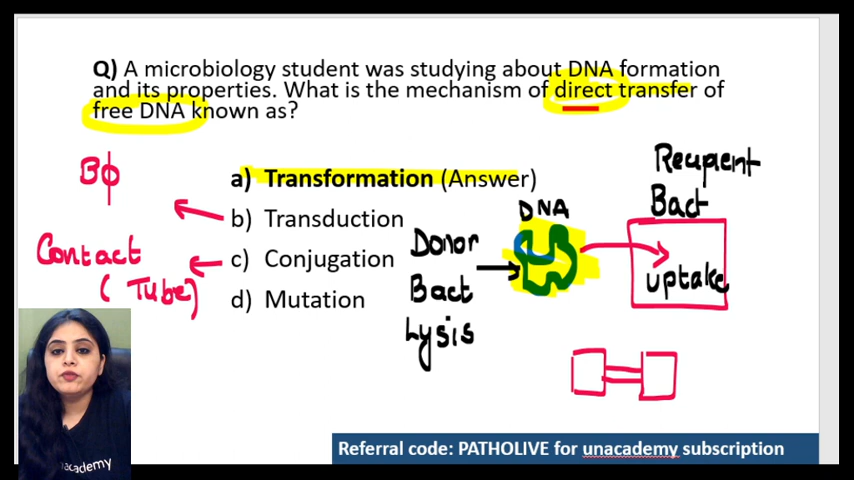 Q) A microbiology student was studying about DNA formation
and its properties. What is the mechanism of direct transfer of
free DNA known as?
Bϕ
a) Transformation (Answer)
b) Transduction
c) Conjugation
d) Mutation
Contact
(Tube)
Donor
Bact
Lysis
DNA
Recipient
Bact
uptake
unacademy
Referral code: PATHOLIVE for unacademy subscription